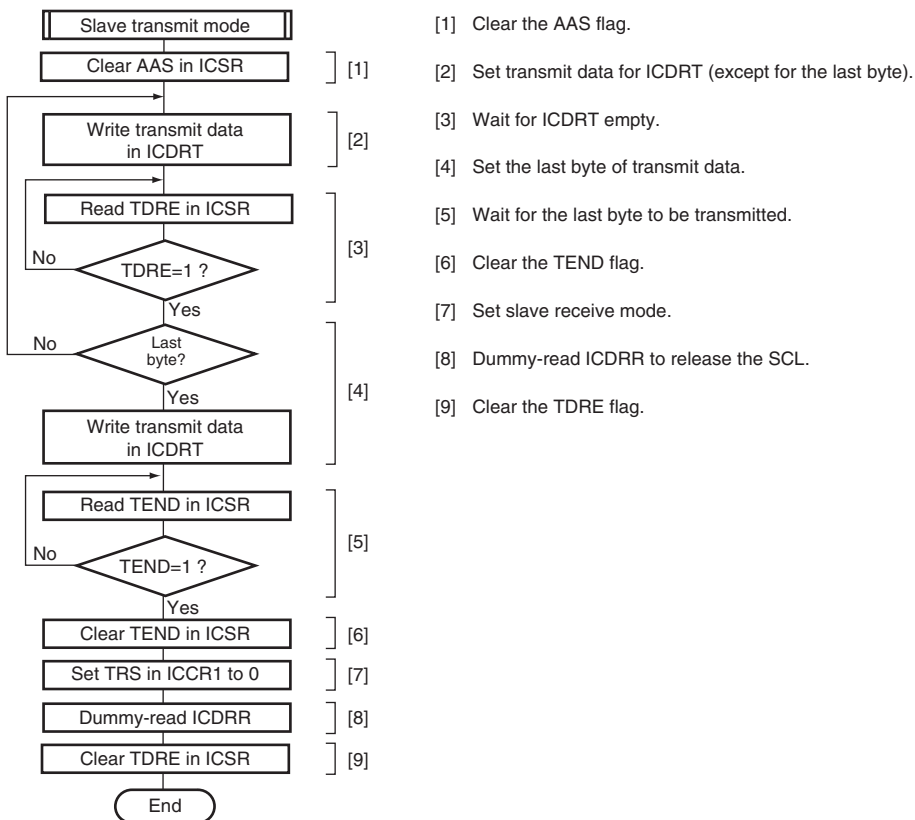 Slave transmit mode
Clear AAS in ICSR
[1]
Write transmit data
in ICDRT
[2]
Read TDRE in ICSR
No
TDRE=1 ?
[3]
Yes
No
Last
byte?
[4]
Yes
Write transmit data
in ICDRT
Read TEND in ICSR
No
TEND=1 ?
[5]
Yes
Clear TEND in ICSR
[6]
Set TRS in ICCR1 to 0
[7]
Dummy-read ICDRR
[8]
Clear TDRE in ICSR
[9]
End
[1] Clear the AAS flag.
[2] Set transmit data for ICDRT (except for the last byte).
[3] Wait for ICDRT empty.
[4] Set the last byte of transmit data.
[5] Wait for the last byte to be transmitted.
[6] Clear the TEND flag.
[7] Set slave receive mode.
[8] Dummy-read ICDRR to release the SCL.
[9] Clear the TDRE flag.